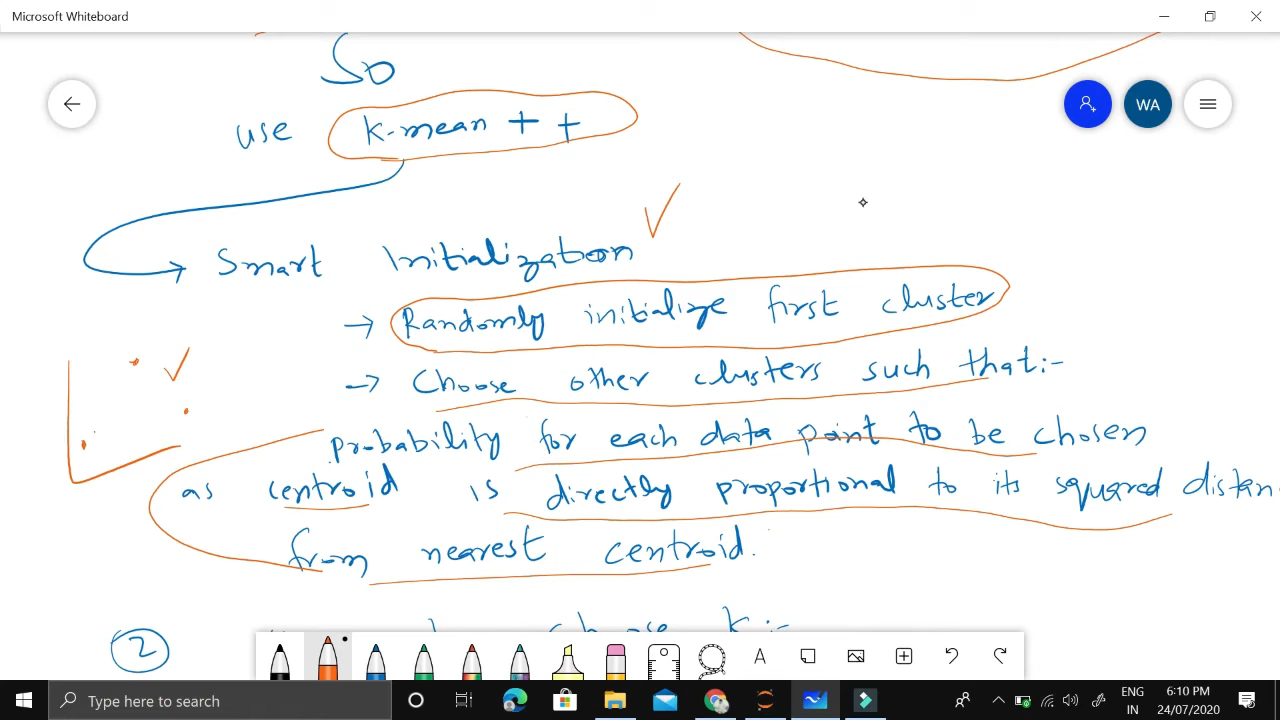 Microsoft Whiteboard
So
use k-mean ++
WA
→ Smart Initialization
→ Randomly initialize first cluster
→ Choose other clusters such that:-
probability for each data point to be chosen
as centroid is directly proportional to its squared distan
from nearest centroid.
2
choose k:-
A
Type here to search
ENG
IN
6:10 PM
24/07/2020